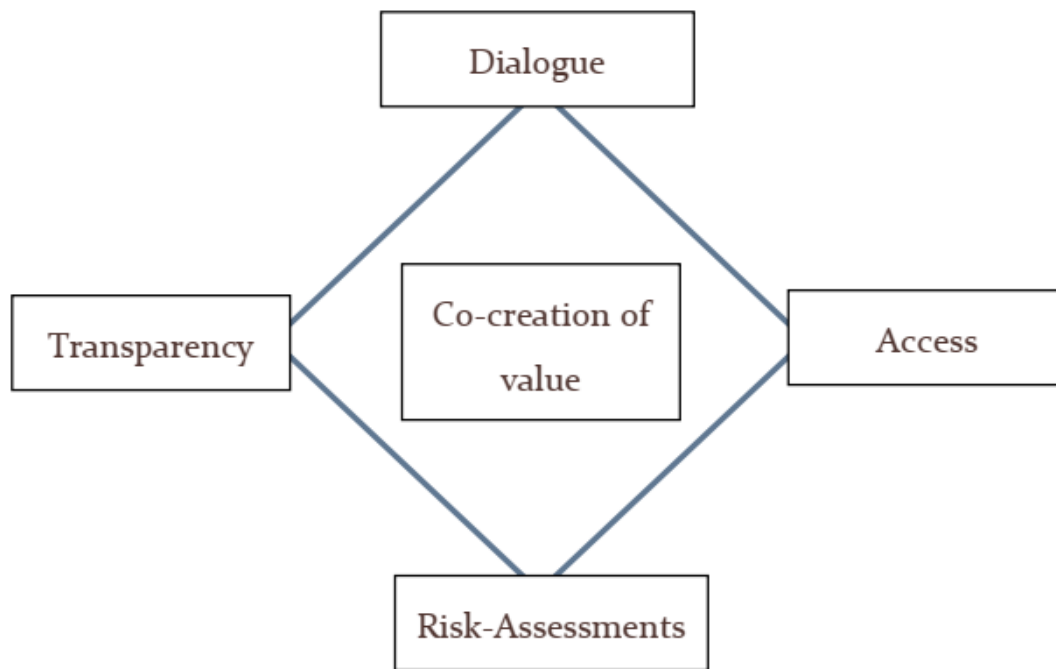 Dialogue
Transparency
Co-creation of
value
Access
Risk-Assessments